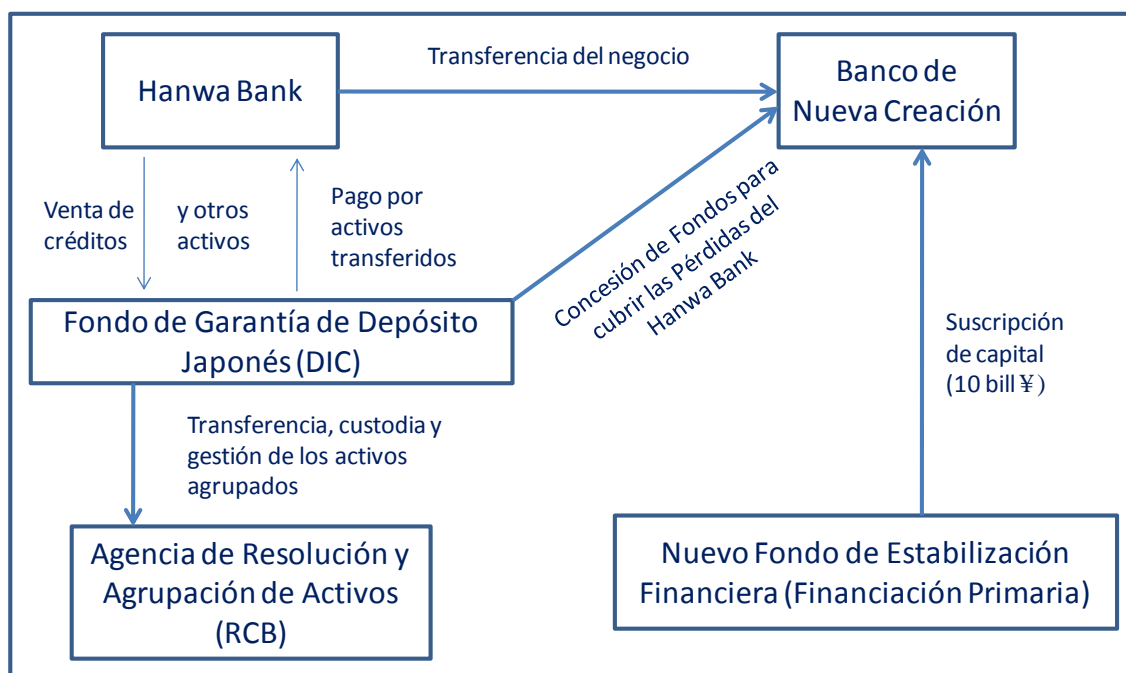 Hanwa Bank
Transferencia del negocio
Banco de
Nueva Creación
Venta de
créditos
y otros
activos
Pago por
activos
transferidos
Concesión de Fondos para
cubrir las Pérdidas del
Hanwa Bank
Fondo de Garantía de Depósito
Japonés (DIC)
Suscripción
de capital
(10 bill ¥)
Transferencia, custodia y
gestión de los activos
agrupados
Agencia de Resolución y
Agrupación de Activos
(RCB)
Nuevo Fondo de Estabilización
Financiera (Financiación Primaria)